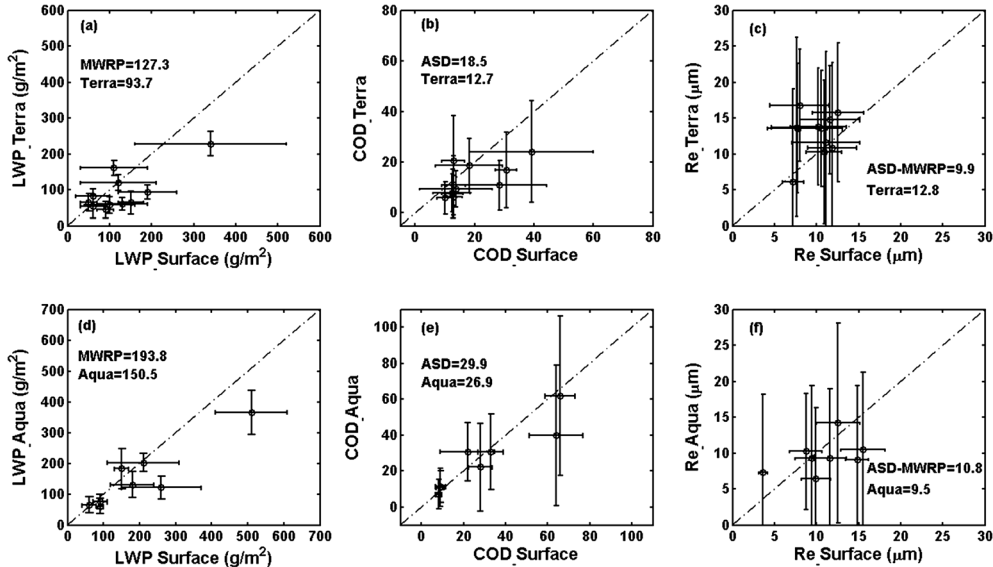 (a)
MWRP=127.3
Terra=93.7
LWP_Terra (g/m²)
600
500
400
300
200
100
0
0 100 200 300 400 500 600
LWP_Surface (g/m²)
(b)
ASD=18.5
Terra=12.7
COD_Terra
80
60
40
20
0
0 20 40 60 80
COD_Surface
(c)
ASD-MWRP=9.9
Terra=12.8
Re_Terra (μm)
30
25
20
15
10
5
0
0 5 10 15 20 25 30
Re_Surface (μm)
(d)
MWRP=193.8
Aqua=150.5
LWP_Aqua (g/m²)
700
600
500
400
300
200
100
0
0 100 200 300 400 500 600 700
LWP_Surface (g/m²)
(e)
ASD=29.9
Aqua=26.9
COD_Aqua
100
80
60
40
20
0
0 20 40 60 80 100
COD_Surface
(f)
ASD-MWRP=10.8
Aqua=9.5
Re_Aqua (μm)
30
25
20
15
10
5
0
0 5 10 15 20 25 30
Re_Surface (μm)